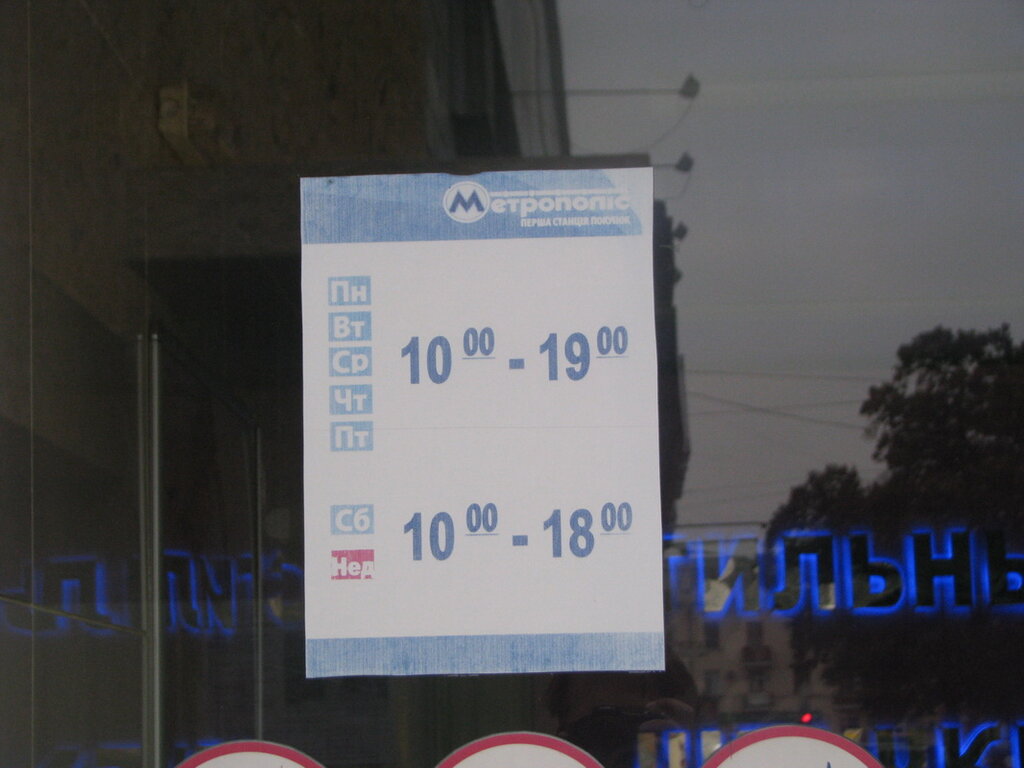 Метрополіс
ПЕРША СТАНЦІЯ ПОКУПОК
Пн
Вт
Ср
Чт
Пт
10 00 - 19 00
Сб
Нед
10 00 - 18 00